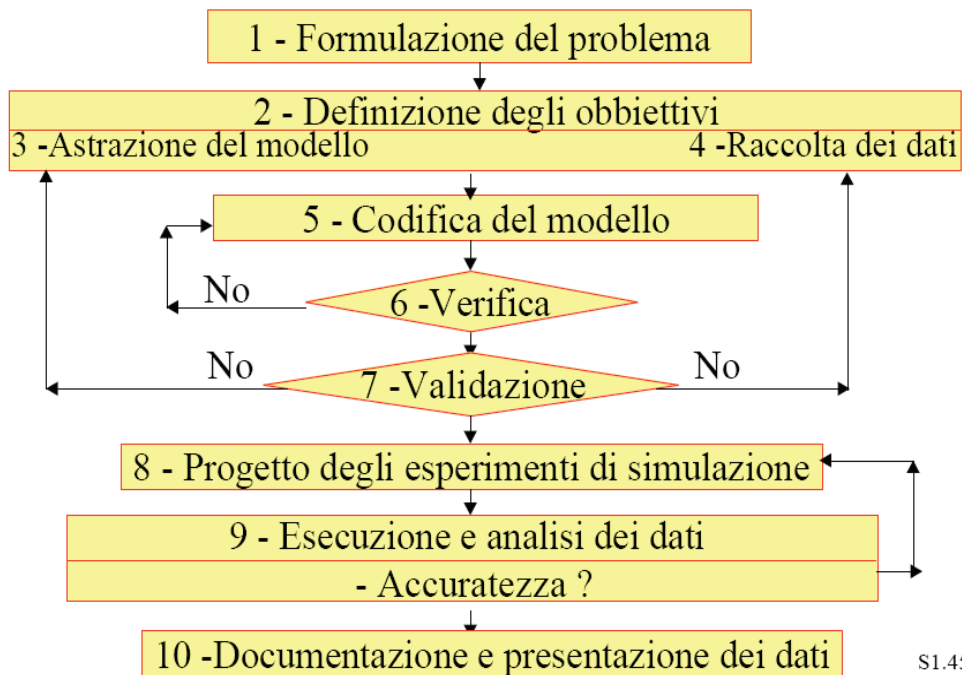 1 - Formulazione del problema
2 - Definizione degli obbiettivi
3 -Astrazione del modello
4 -Raccolta dei dati
5 - Codifica del modello
No
6 -Verifica
No
7 -Validazione
No
8 - Progetto degli esperimenti di simulazione
9 - Esecuzione e analisi dei dati
- Accuratezza ?
10 -Documentazione e presentazione dei dati
S1.45